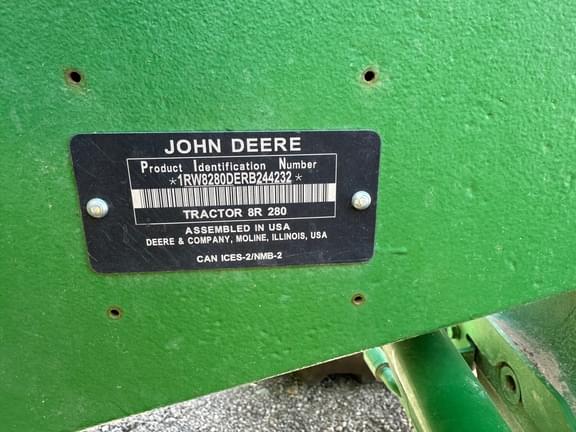 JOHN DEERE
Product Identification Number
*1RW8280DERB244232*
TRACTOR 8R 280
ASSEMBLED IN USA
DEERE & COMPANY, MOLINE, ILLINOIS, USA
CAN ICES-2/NMB-2